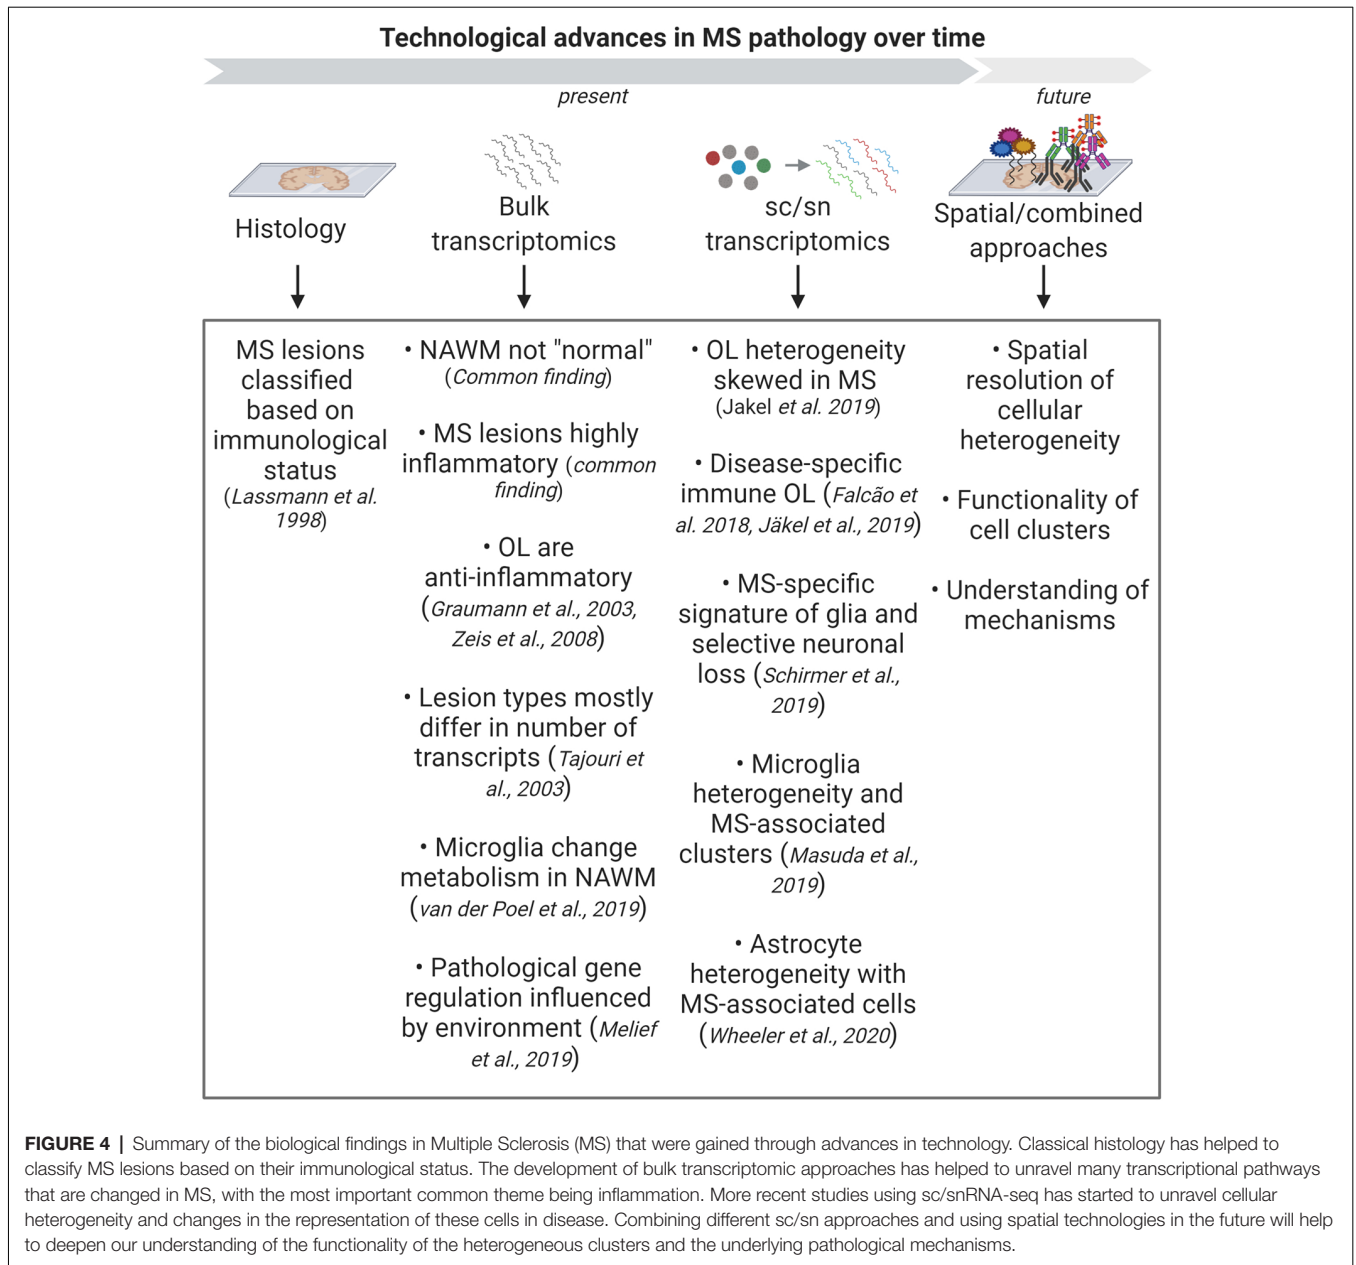 Technological advances in MS pathology over time
present
future
Histology
Bulk
transcriptomics
sc/sn
transcriptomics
Spatial/combined
approaches
MS lesions
classified
based on
immunological
status
(Lassmann et al.
1998)
• NAWM not "normal"
(Common finding)
• MS lesions highly
inflammatory (common
finding)
• OL are
anti-inflammatory
(Graumann et al., 2003,
Zeis et al., 2008)
• Lesion types mostly
differ in number of
transcripts (Tajouri et
al., 2003)
• Microglia change
metabolism in NAWM
(van der Poel et al., 2019)
• Pathological gene
regulation influenced
by environment (Melief
et al., 2019)
• OL heterogeneity
skewed in MS
(Jakel et al. 2019)
• Disease-specific
immune OL (Falcão et
al. 2018, Jäkel et al., 2019)
• MS-specific
signature of glia and
selective neuronal
loss (Schirmer et al.,
2019)
• Microglia
heterogeneity and
MS-associated
clusters (Masuda et al.,
2019)
• Astrocyte
heterogeneity with
MS-associated cells
(Wheeler et al., 2020)
• Spatial
resolution of
cellular
heterogeneity
• Functionality of
cell clusters
• Understanding of
mechanisms
FIGURE 4 | Summary of the biological findings in Multiple Sclerosis (MS) that were gained through advances in technology. Classical histology has helped to
classify MS lesions based on their immunological status. The development of bulk transcriptomic approaches has helped to unravel many transcriptional pathways
that are changed in MS, with the most important common theme being inflammation. More recent studies using sc/snRNA-seq has started to unravel cellular
heterogeneity and changes in the representation of these cells in disease. Combining different sc/sn approaches and using spatial technologies in the future will help
to deepen our understanding of the functionality of the heterogeneous clusters and the underlying pathological mechanisms.